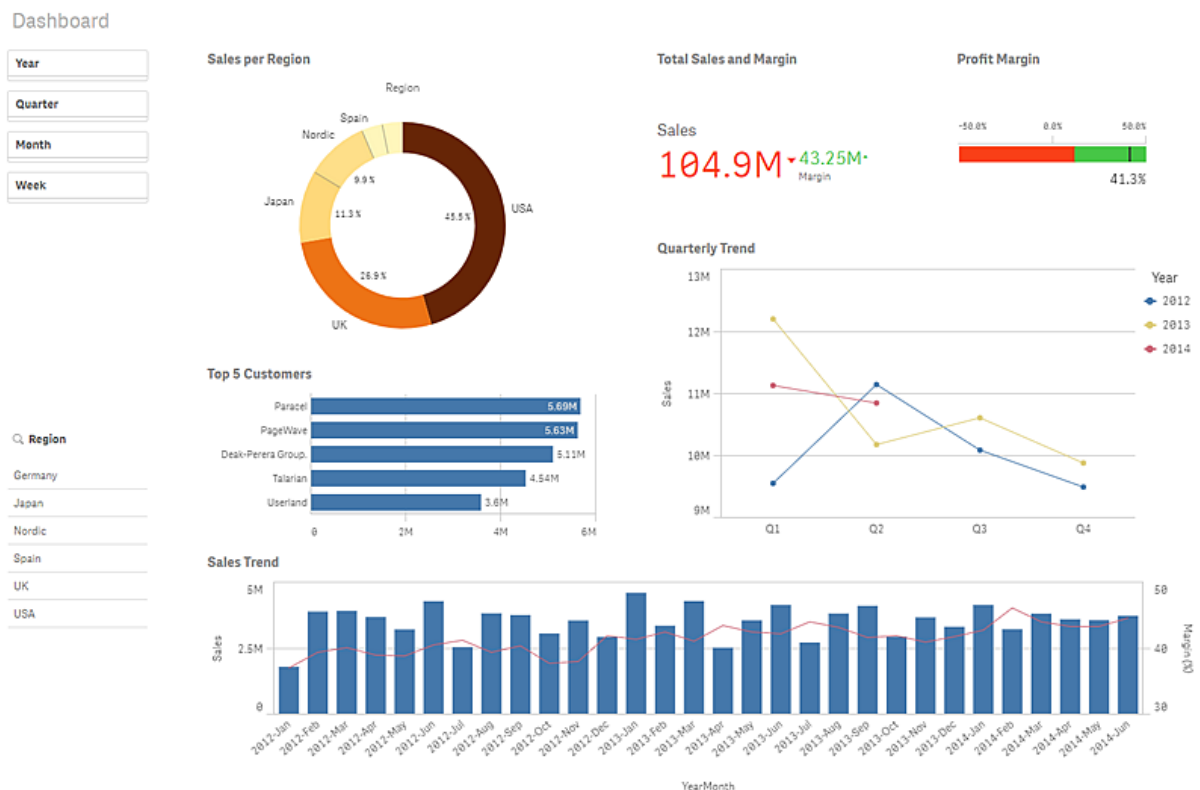 Dashboard
Year
Quarter
Month
Week
Region
Germany
Japan
Nordic
Spain
UK
USA
Sales per Region
Region
Spain
Nordic
Japan
UK
USA
9.9%
11.3%
26.9%
45.5%
Total Sales and Margin
Sales
104.9M
43.25M
Margin
Profit Margin
-50.0% 0.0% 50.0%
41.3%
Top 5 Customers
Paracel 5.69M
PageWave 5.63M
Deak-Perera Group. 5.11M
Talarian 4.54M
Userland 3.6M
0 2M 4M 6M
Quarterly Trend
Sales
13M
12M
11M
10M
9M
Q1 Q2 Q3 Q4
Year
2012
2013
2014
Sales Trend
Sales
5M
2.5M
0
50
40
30
Margin (%)
2012-Jan 2012-Feb 2012-Mar 2012-Apr 2012-May 2012-Jun 2012-Jul 2012-Aug 2012-Sep 2012-Oct 2012-Nov 2012-Dec 2013-Jan 2013-Feb 2013-Mar 2013-Apr 2013-May 2013-Jun 2013-Jul 2013-Aug 2013-Sep 2013-Oct 2013-Nov 2013-Dec 2014-Jan 2014-Feb 2014-Mar 2014-Apr 2014-May 2014-Jun
YearMonth